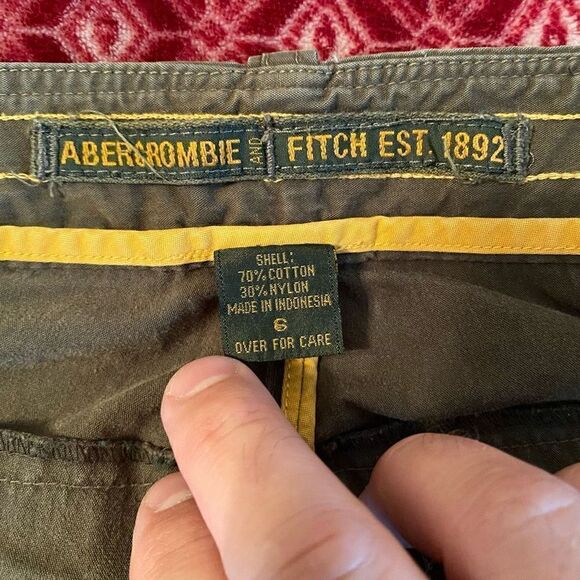 ABERCROMBIE AND FITCH EST. 1892
SHELL:
70% COTTON
30% NYLON
MADE IN INDONESIA
6
OVER FOR CARE